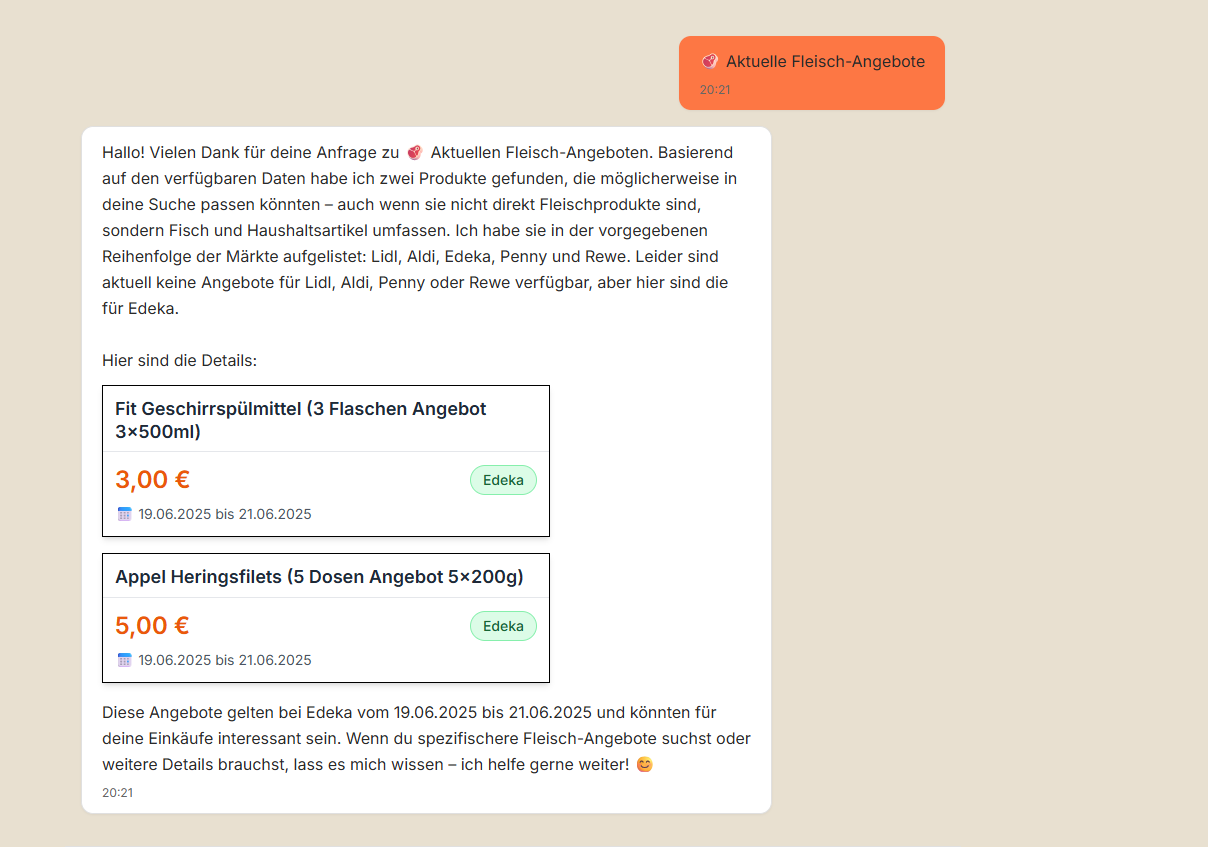 🥩 Aktuelle Fleisch-Angebote
20:21
Hallo! Vielen Dank für deine Anfrage zu 🥩 Aktuellen Fleisch-Angeboten. Basierend
auf den verfügbaren Daten habe ich zwei Produkte gefunden, die möglicherweise in
deine Suche passen könnten – auch wenn sie nicht direkt Fleischprodukte sind,
sondern Fisch und Haushaltsartikel umfassen. Ich habe sie in der vorgegebenen
Reihenfolge der Märkte aufgelistet: Lidl, Aldi, Edeka, Penny und Rewe. Leider sind
aktuell keine Angebote für Lidl, Aldi, Penny oder Rewe verfügbar, aber hier sind die
für Edeka.
Hier sind die Details:
Fit Geschirrspülmittel (3 Flaschen Angebot
3×500ml)
3,00 € Edeka
📅 19.06.2025 bis 21.06.2025
Appel Heringsfilets (5 Dosen Angebot 5×200g)
5,00 € Edeka
📅 19.06.2025 bis 21.06.2025
Diese Angebote gelten bei Edeka vom 19.06.2025 bis 21.06.2025 und könnten für
deine Einkäufe interessant sein. Wenn du spezifischere Fleisch-Angebote suchst oder
weitere Details brauchst, lass es mich wissen – ich helfe gerne weiter! 😊
20:21